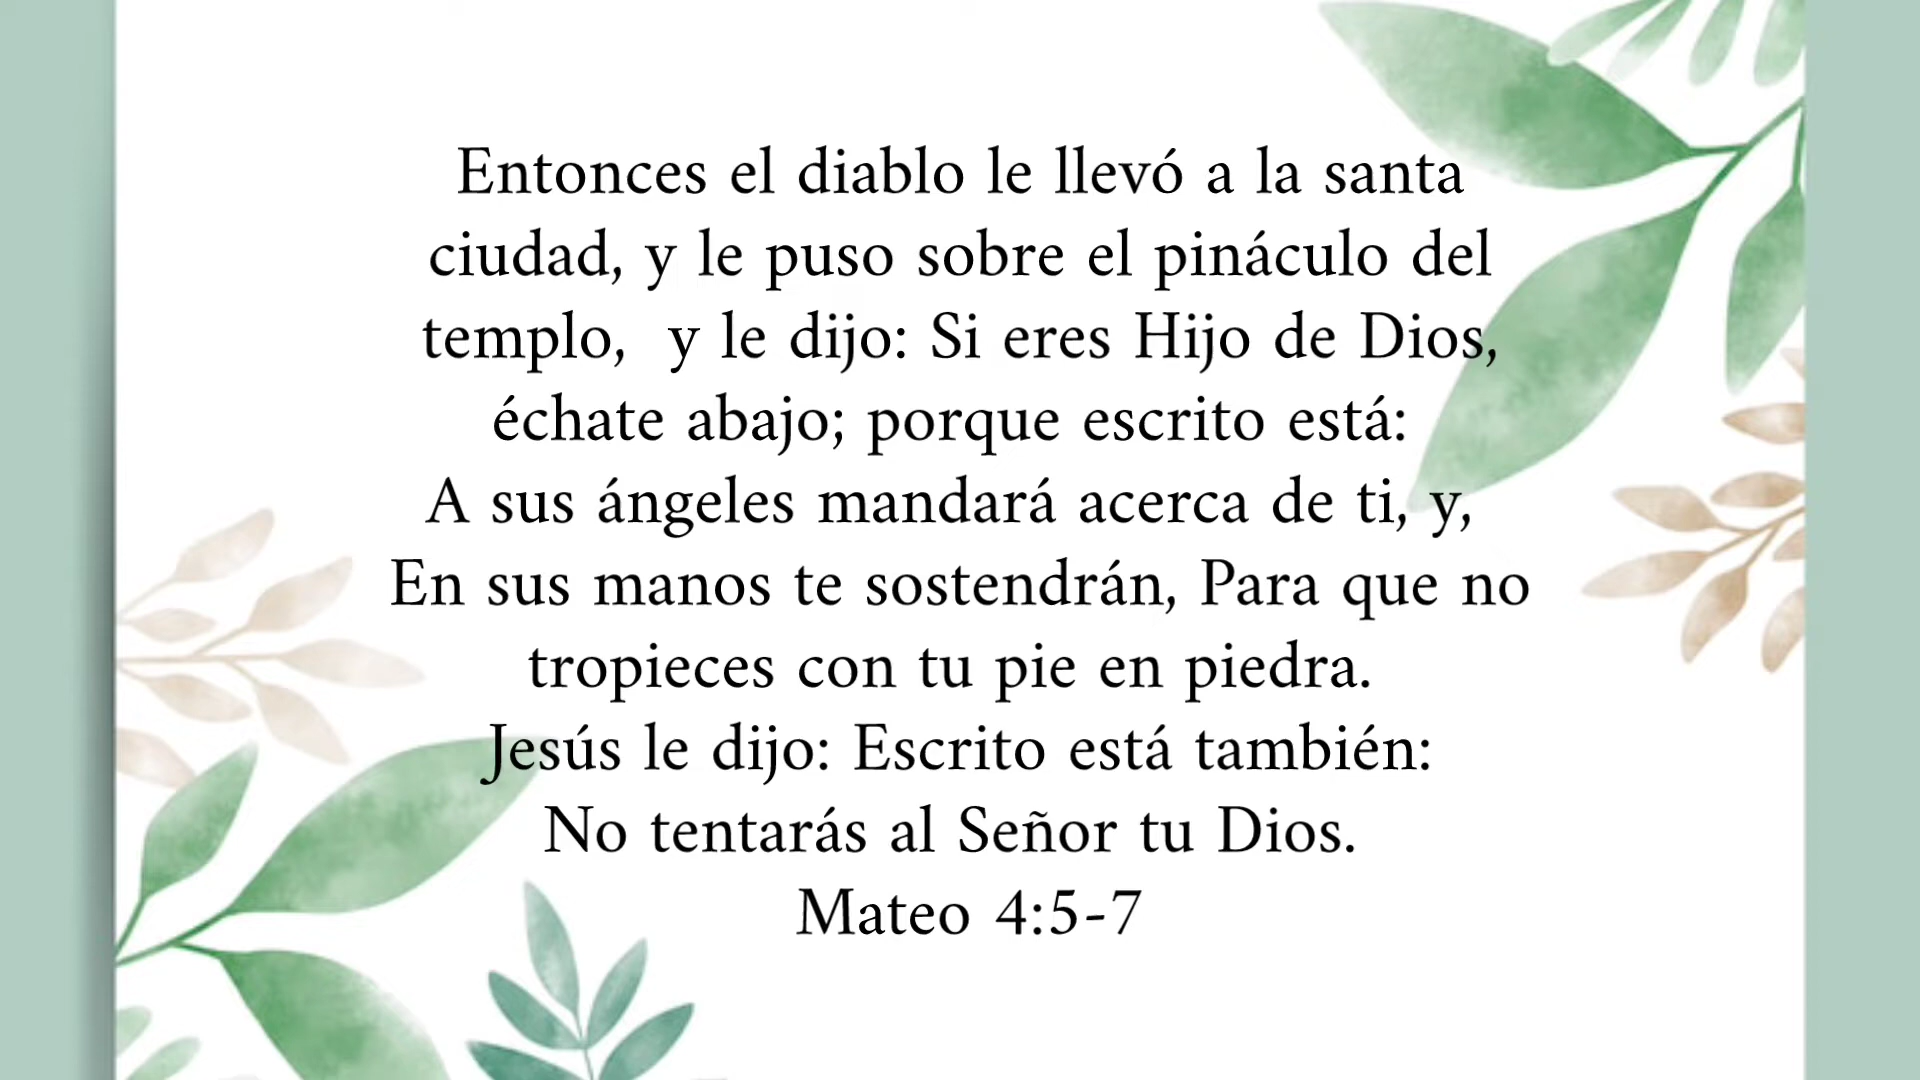 Entonces el diablo le llevó a la santa
ciudad, y le puso sobre el pináculo del
templo,  y le dijo: Si eres Hijo de Dios,
échate abajo; porque escrito está:
A sus ángeles mandará acerca de ti, y,
En sus manos te sostendrán, Para que no
tropieces con tu pie en piedra.
Jesús le dijo: Escrito está también:
No tentarás al Señor tu Dios.
Mateo 4:5-7